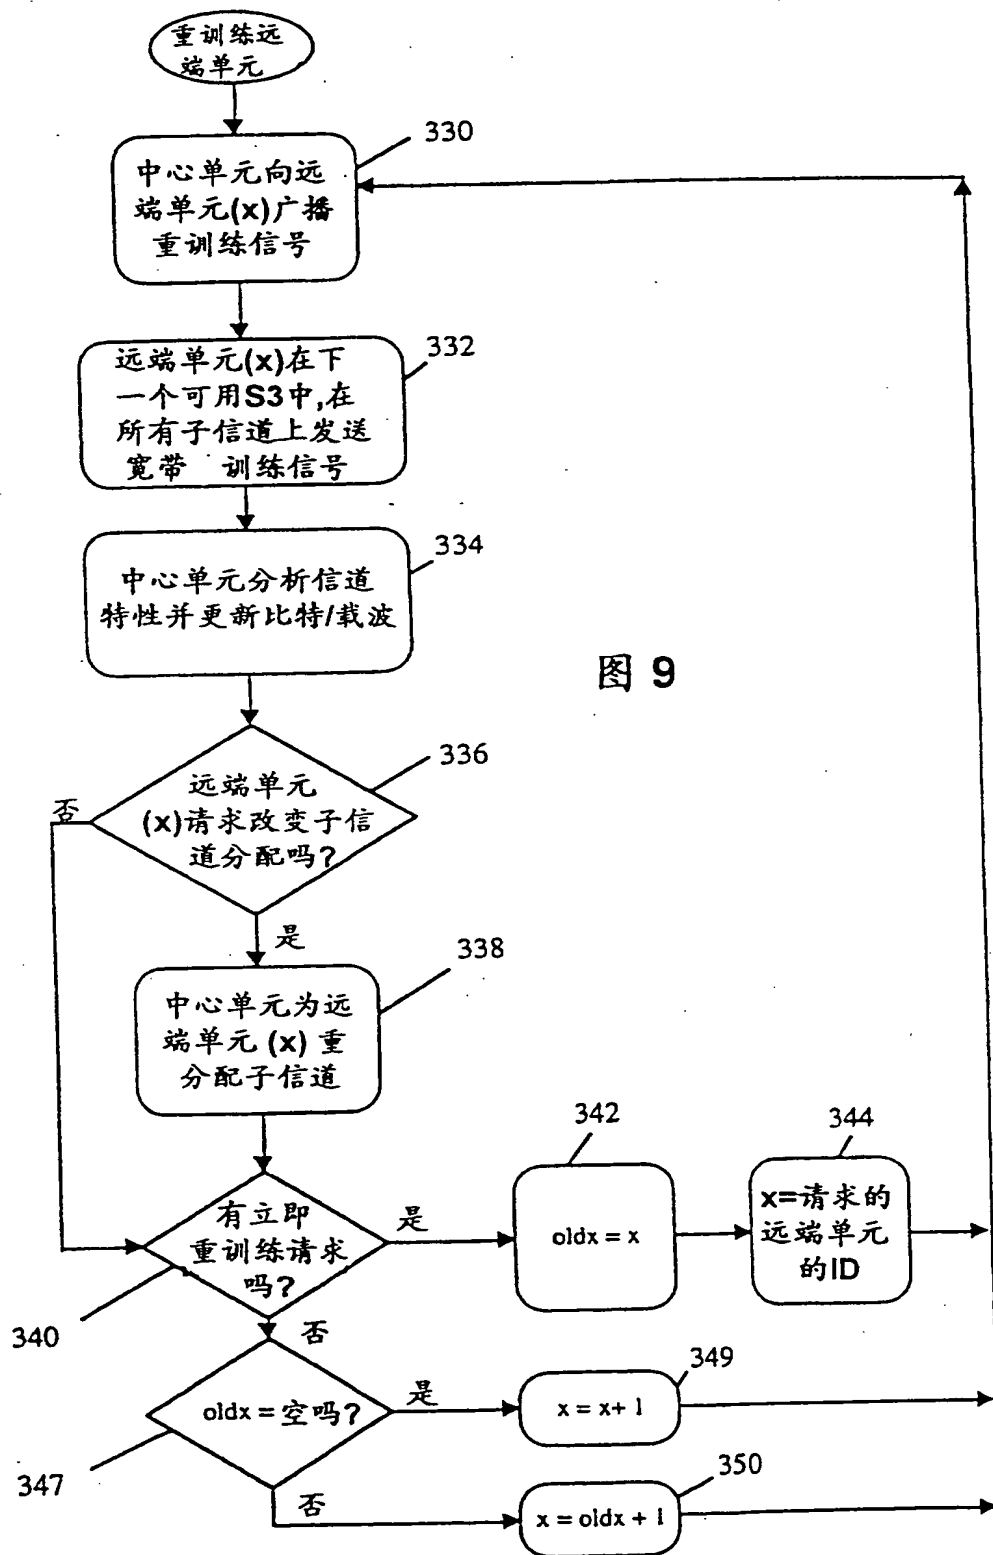 重训练远
端单元
330
中心单元向远
端单元(x)广播
重训练信号
332
远端单元(x)在下
一个可用S3中,在
所有子信道上发送
宽带 训练信号
334
中心单元分析信道
特性并更新比特/载波
图 9
336
远端单元
(x)请求改变子信
道分配吗?
否
是
338
中心单元为远
端单元 (x) 重
分配子信道
342
344
有立即
重训练请求
吗?
是
oldx = x
x=请求的
远端单元
的ID
340
否
349
oldx = 空吗?
是
x = x+ 1
347
350
否
x = oldx + 1